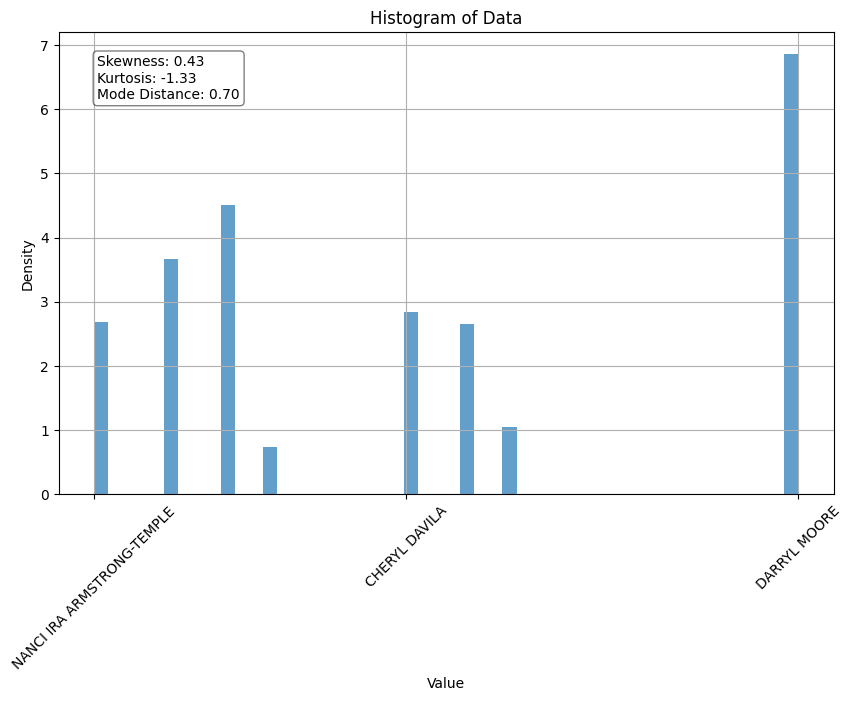 Histogram of Data
Skewness: 0.43
Kurtosis: -1.33
Mode Distance: 0.70
7
6
5
4
3
2
1
0
Density
NANCI IRA ARMSTRONG-TEMPLE
CHERYL DAVILA
DARRYL MOORE
Value